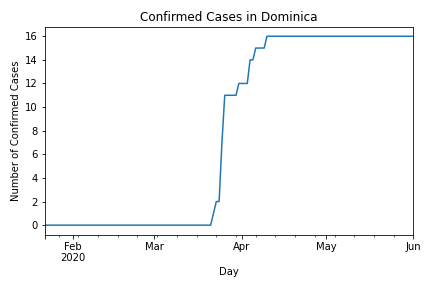 Confirmed Cases in Dominica
Number of Confirmed Cases
16
14
12
10
8
6
4
2
0
Feb
2020
Mar
Apr
May
Jun
Day